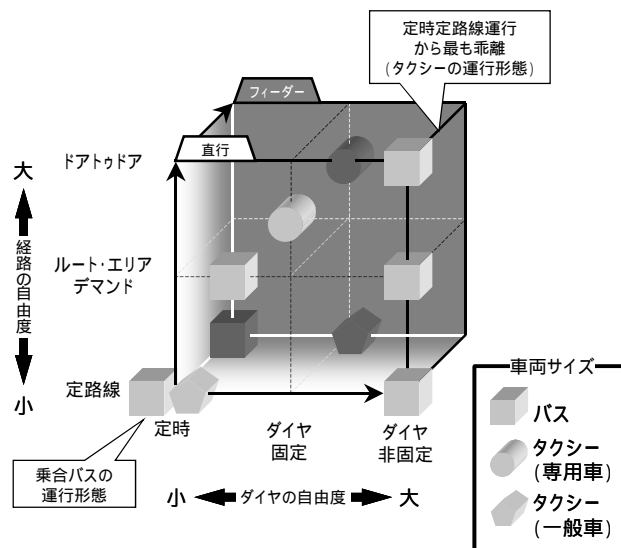 定時定路線運行
から最も乖離
(タクシーの運行形態)
フィーダー
直行
ドアトゥドア
大
経路の自由度
ルート・エリア
デマンド
小
定路線
定時
ダイヤ
固定
ダイヤ
非固定
乗合バスの
運行形態
小
ダイヤの自由度
大
車両サイズ
バス
タクシー
(専用車)
タクシー
(一般車)